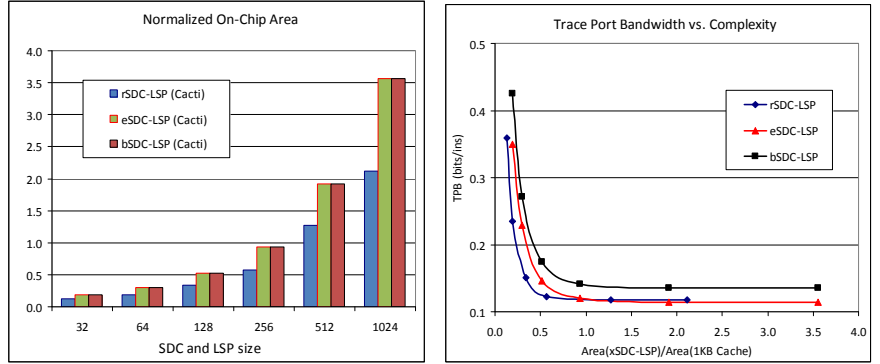 Normalized On-Chip Area
4.0
3.5
3.0
2.5
2.0
1.5
1.0
0.5
0.0
rSDC-LSP (Cacti)
eSDC-LSP (Cacti)
bSDC-LSP (Cacti)
32 64 128 256 512 1024
SDC and LSP size
Trace Port Bandwidth vs. Complexity
TPB (bits/ins)
0.5
0.4
0.3
0.2
0.1
rSDC-LSP
eSDC-LSP
bSDC-LSP
0.0 0.5 1.0 1.5 2.0 2.5 3.0 3.5 4.0
Area(xSDC-LSP)/Area(1KB Cache)